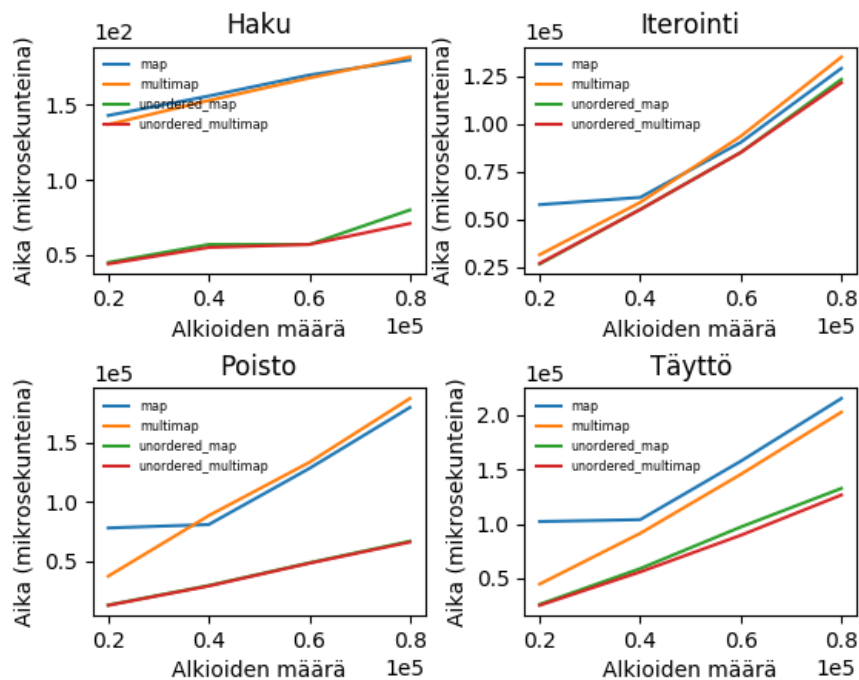 Haku
1e2
Aika (mikrosekunteina)
1.5
1.0
0.5
map
multimap
unordered_map
unordered_multimap
0.2 0.4 0.6 0.8
Alkioiden määrä
1e5
Iterointi
1e5
Aika (mikrosekunteina)
1.25
1.00
0.75
0.50
0.25
map
multimap
unordered_map
unordered_multimap
0.2 0.4 0.6 0.8
Alkioiden määrä
1e5
Poisto
1e5
Aika (mikrosekunteina)
1.5
1.0
0.5
map
multimap
unordered_map
unordered_multimap
0.2 0.4 0.6 0.8
Alkioiden määrä
1e5
Täyttö
1e5
Aika (mikrosekunteina)
2.0
1.5
1.0
0.5
map
multimap
unordered_map
unordered_multimap
0.2 0.4 0.6 0.8
Alkioiden määrä
1e5